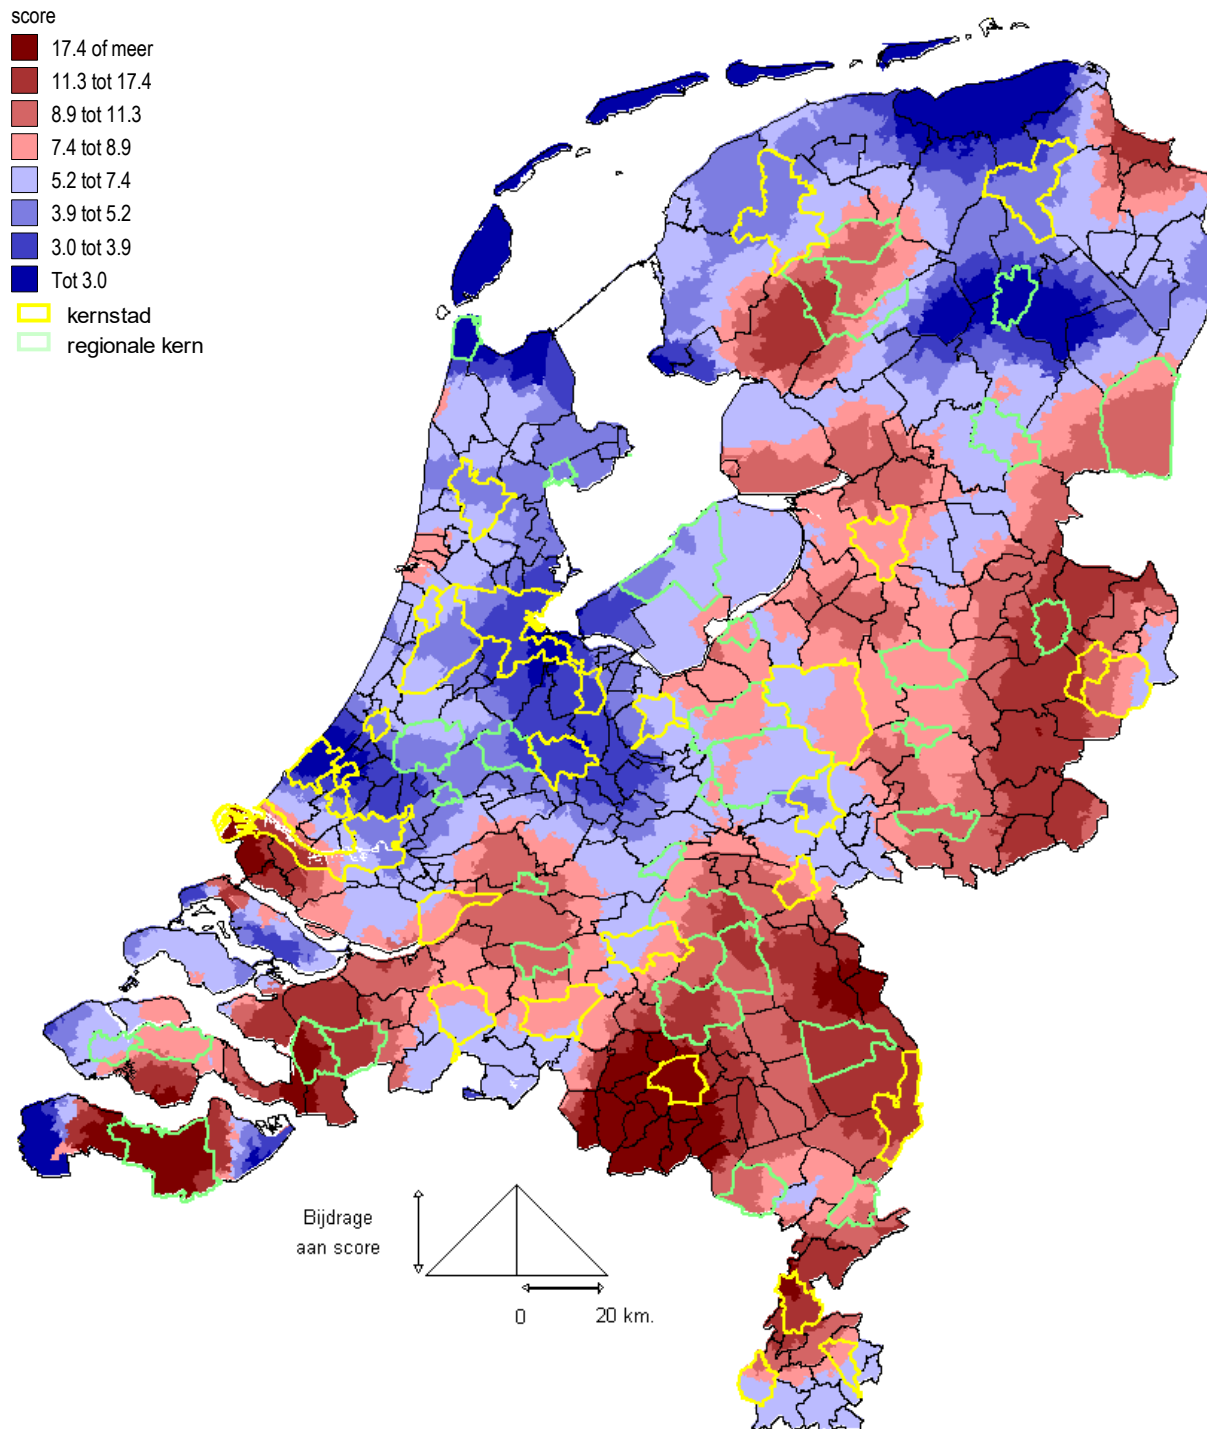 score
17.4 of meer
11.3 tot 17.4
8.9 tot 11.3
7.4 tot 8.9
5.2 tot 7.4
3.9 tot 5.2
3.0 tot 3.9
Tot 3.0
kernstad
regionale kern
Bijdrage
aan score
0 20 km.